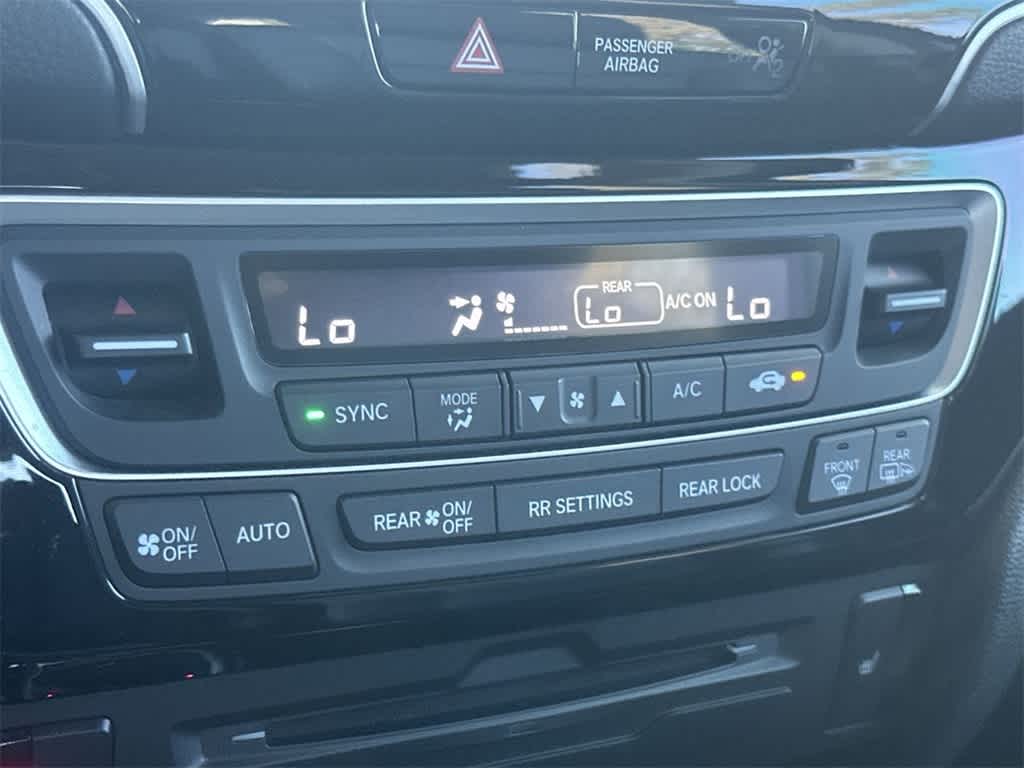 PASSENGER
AIRBAG
OFF
Lo
REAR
Lo
A/C ON
Lo
SYNC
MODE
A/C
FRONT
REAR
ON/
OFF
AUTO
REAR
ON/
OFF
RR SETTINGS
REAR LOCK